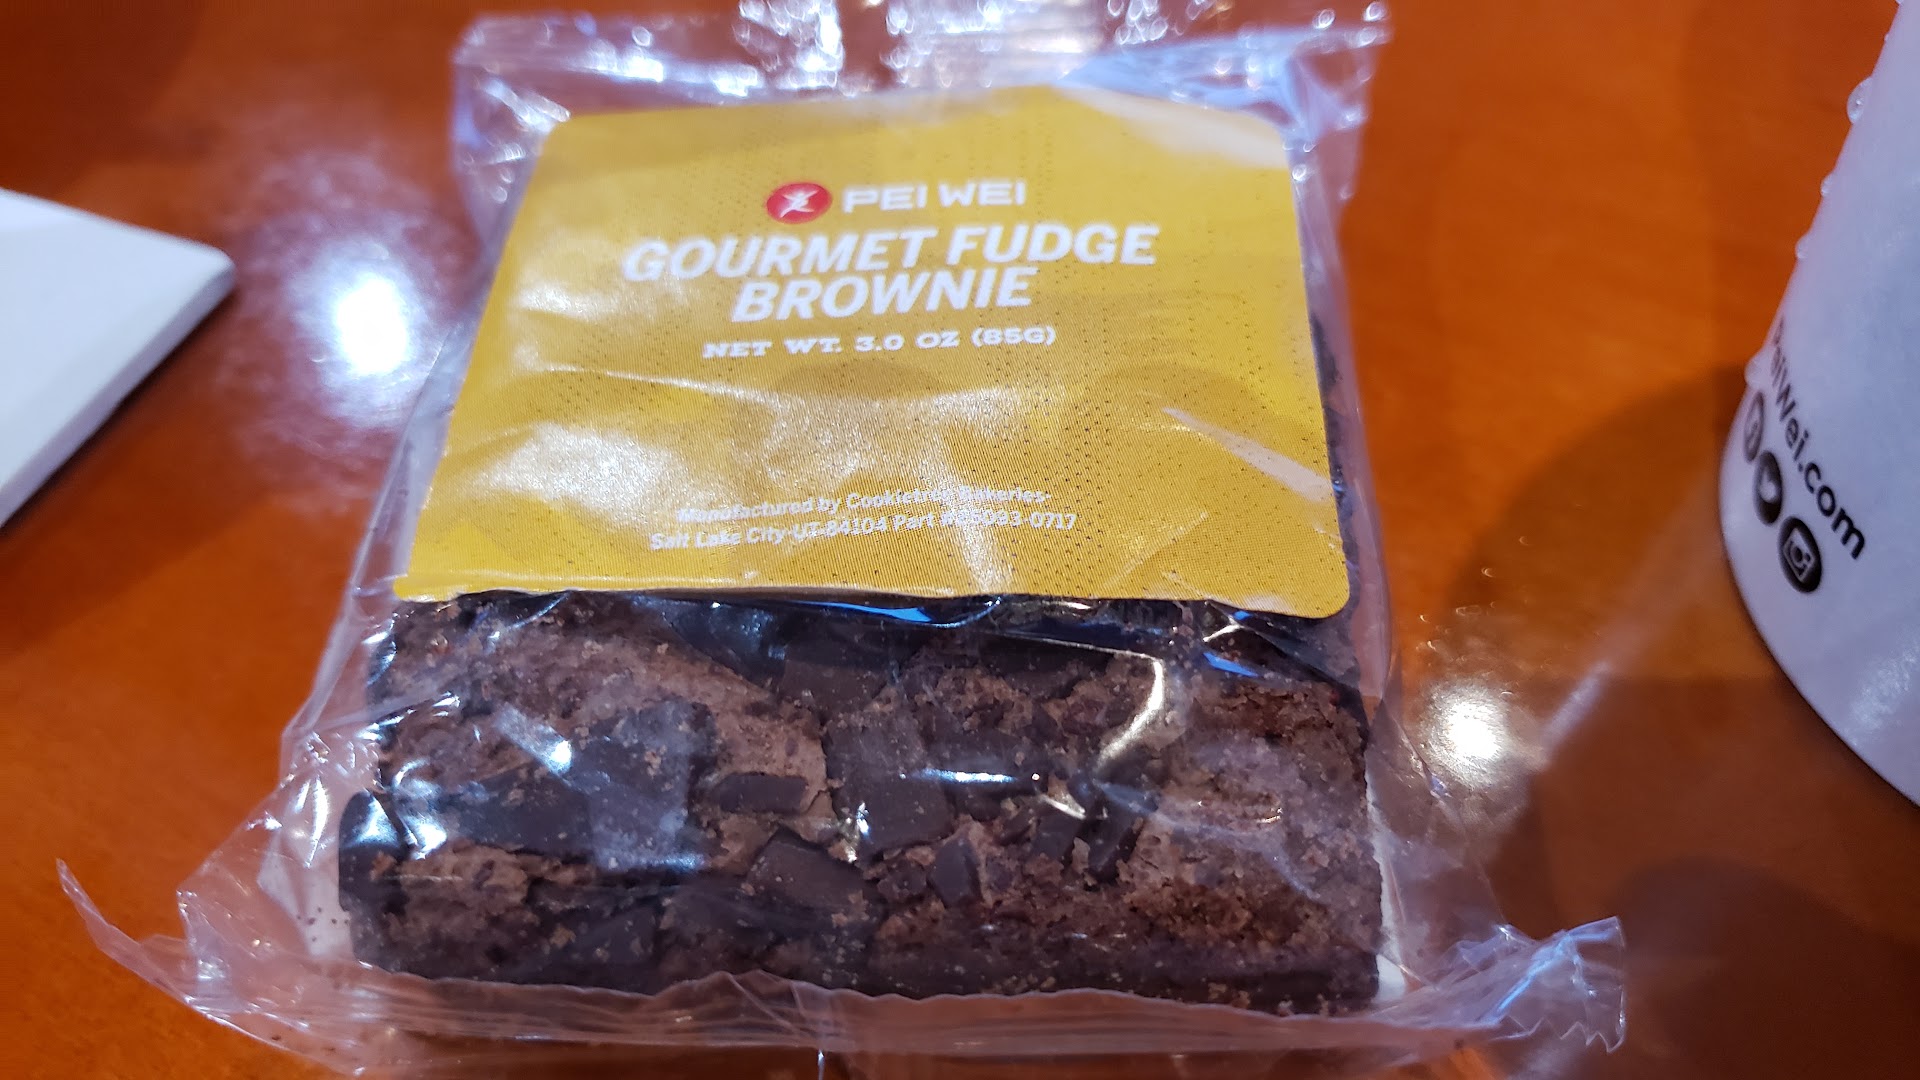 PEI WEI
GOURMET FUDGE
BROWNIE
NET WT. 3.0 OZ (85G)
Manufactured by Cookietree Bakeries-
Salt Lake City-UT-84104 Part
PeiWei.com